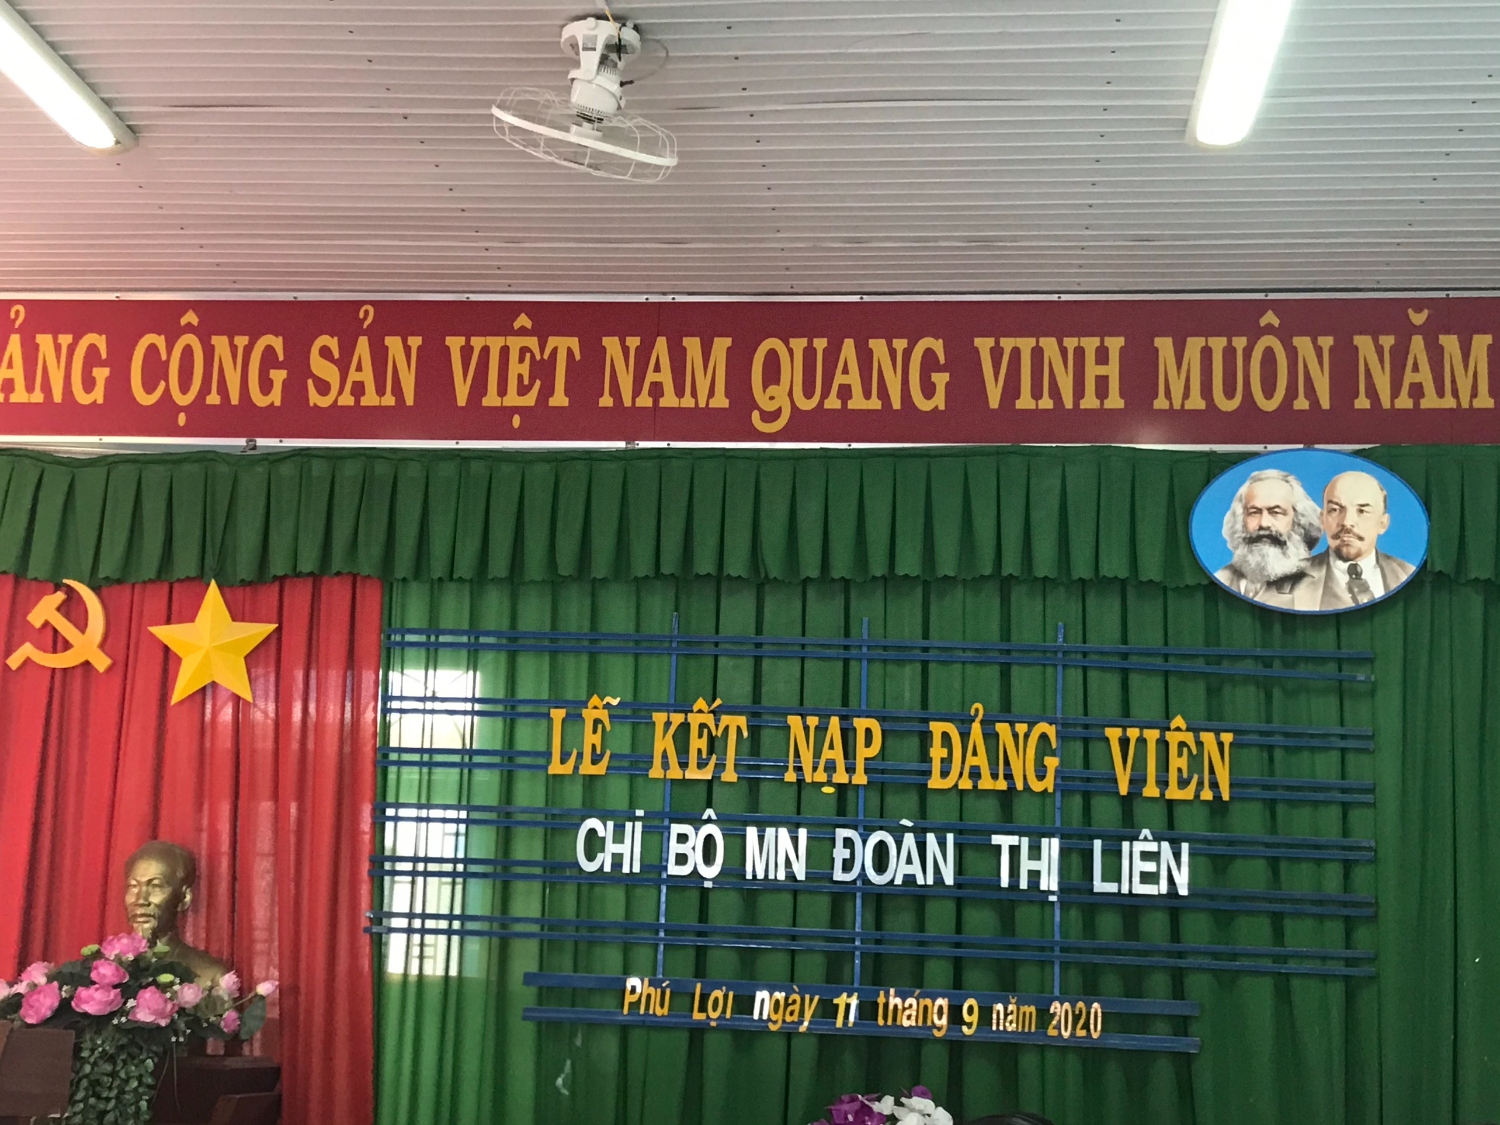 ẢNG CỘNG SẢN VIỆT NAM QUANG VINH MUÔN NĂM
LỄ KẾT NẠP ĐẢNG VIÊN
CHI BỘ MN ĐOÀN THỊ LIÊN
Phú Lợi ngày 11 tháng 9 năm 2020